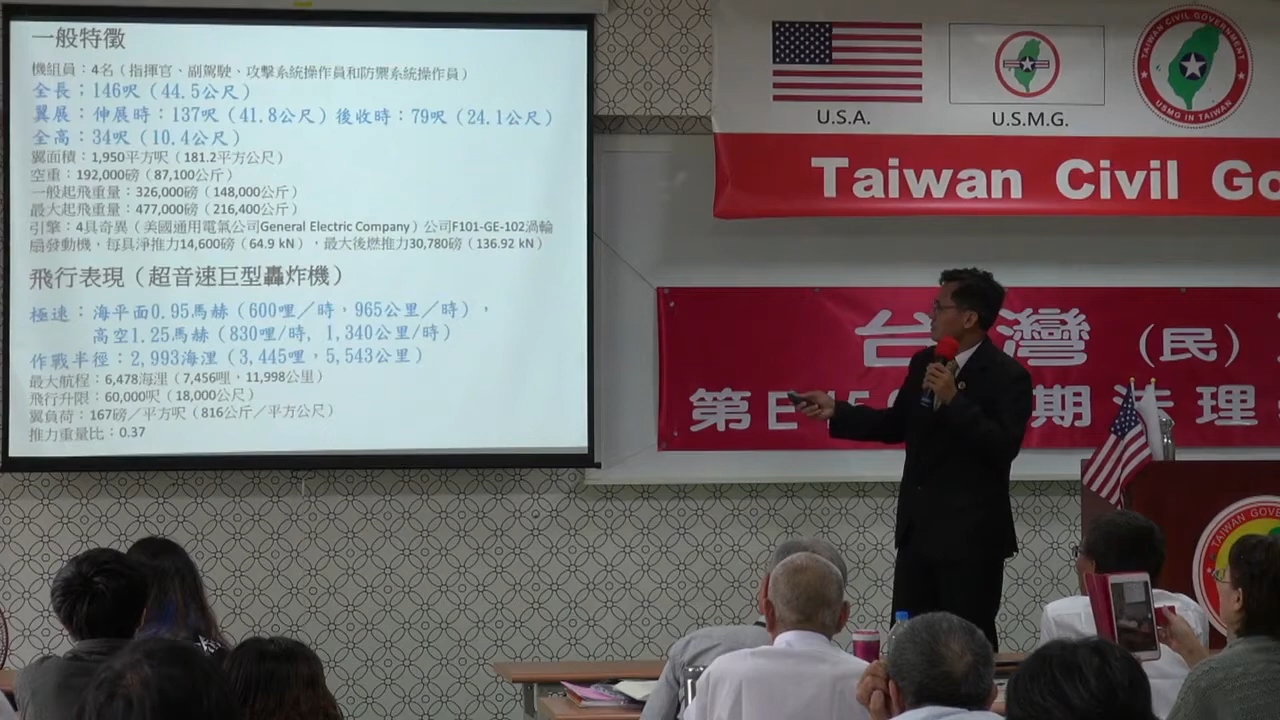 一般特徵
機組員：4名（指揮官、副駕駛、攻擊系統操作員和防禦系統操作員）
全長：146呎（44.5公尺）
翼展：伸展時：137呎（41.8公尺）後收時：79呎（24.1公尺）
全高：34呎（10.4公尺）
翼面積：1,950平方呎（181.2平方公尺）
空重：192,000磅（87,100公斤）
一般起飛重量：326,000磅（148,000公斤）
最大起飛重量：477,000磅（216,400公斤）
引擎：4具奇異（美國通用電氣公司General Electric Company）公司F101-GE-102渦輪
扇發動機，每具淨推力14,600磅（64.9 kN），最大後燃推力30,780磅（136.92 kN）
飛行表現（超音速巨型轟炸機）
極速：海平面0.95馬赫（600哩／時，965公里／時），
高空1.25馬赫（830哩/時, 1,340公里/時）
作戰半徑：2,993海浬（3,445哩，5,543公里）
最大航程：6,478海浬（7,456哩，11,998公里）
飛行升限：60,000呎（18,000公尺）
翼負荷：167磅／平方呎（816公斤／平方公尺）
推力重量比：0.37
U.S.A.
U.S.M.G.
TAIWAN CIVIL GOVERNMENT
USMG IN TAIWAN
Taiwan Civil Go
台灣（民）
第E 5 期法理
TAIWAN GOVE